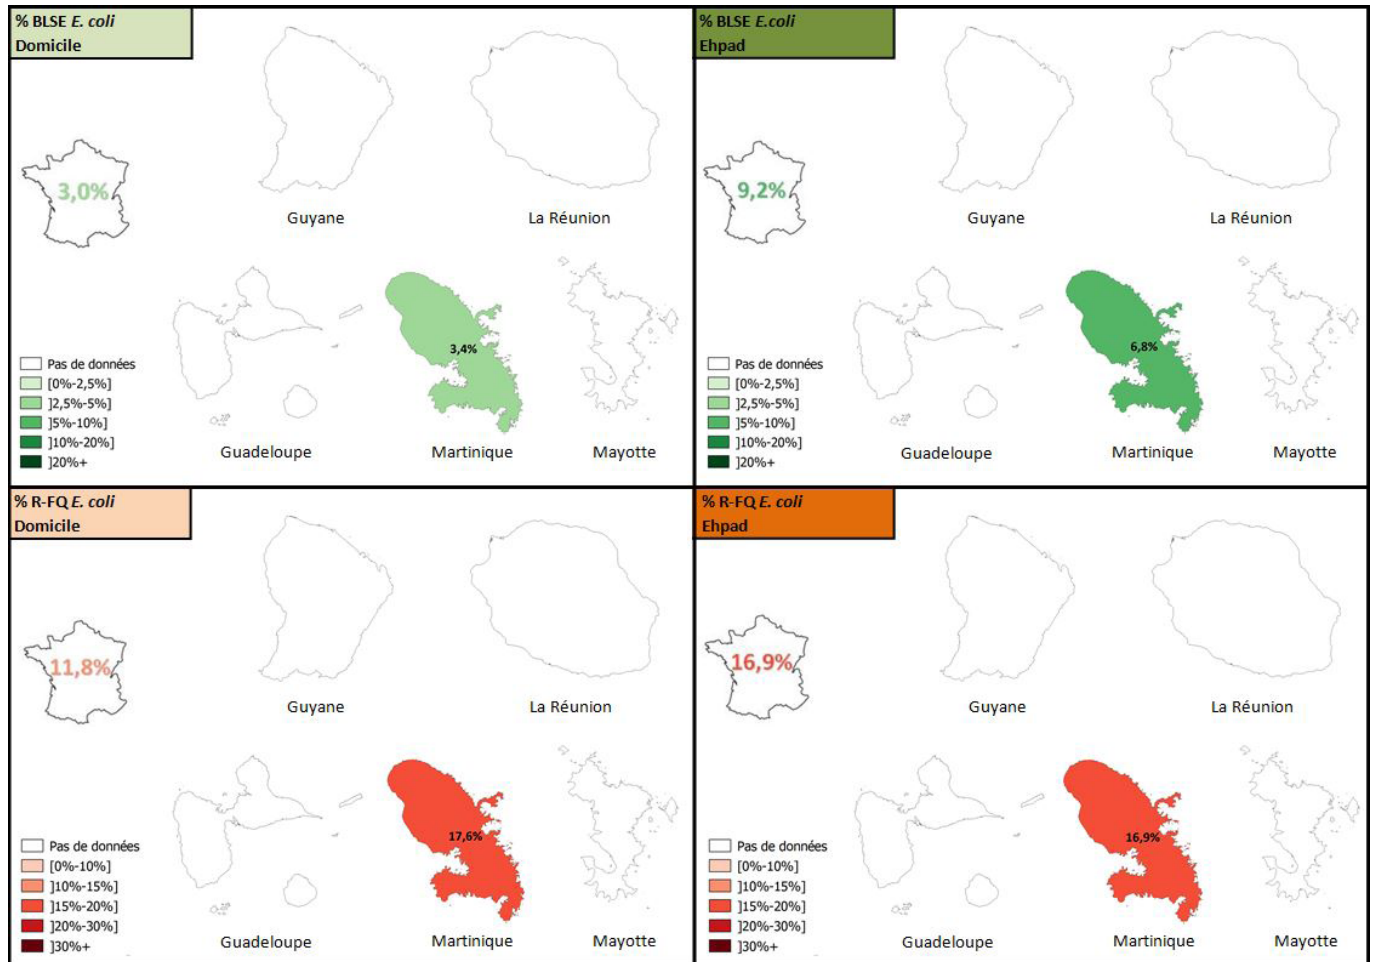 % BLSE E. coli
Domicile
3,0%
Guyane
La Réunion
3,4%
Pas de données
[0%-2,5%]
]2,5%-5%]
]5%-10%]
]10%-20%]
]20%+
Guadeloupe
Martinique
Mayotte
% BLSE E.coli
Ehpad
9,2%
Guyane
La Réunion
6,8%
Pas de données
[0%-2,5%]
]2,5%-5%]
]5%-10%]
]10%-20%]
]20%+
Guadeloupe
Martinique
Mayotte
% R-FQ E. coli
Domicile
11,8%
Guyane
La Réunion
17,6%
Pas de données
[0%-10%]
]10%-15%]
]15%-20%]
]20%-30%]
]30%+
Guadeloupe
Martinique
Mayotte
% R-FQ E. coli
Ehpad
16,9%
Guyane
La Réunion
16,9%
Pas de données
[0%-10%]
]10%-15%]
]15%-20%]
]20%-30%]
]30%+
Guadeloupe
Martinique
Mayotte